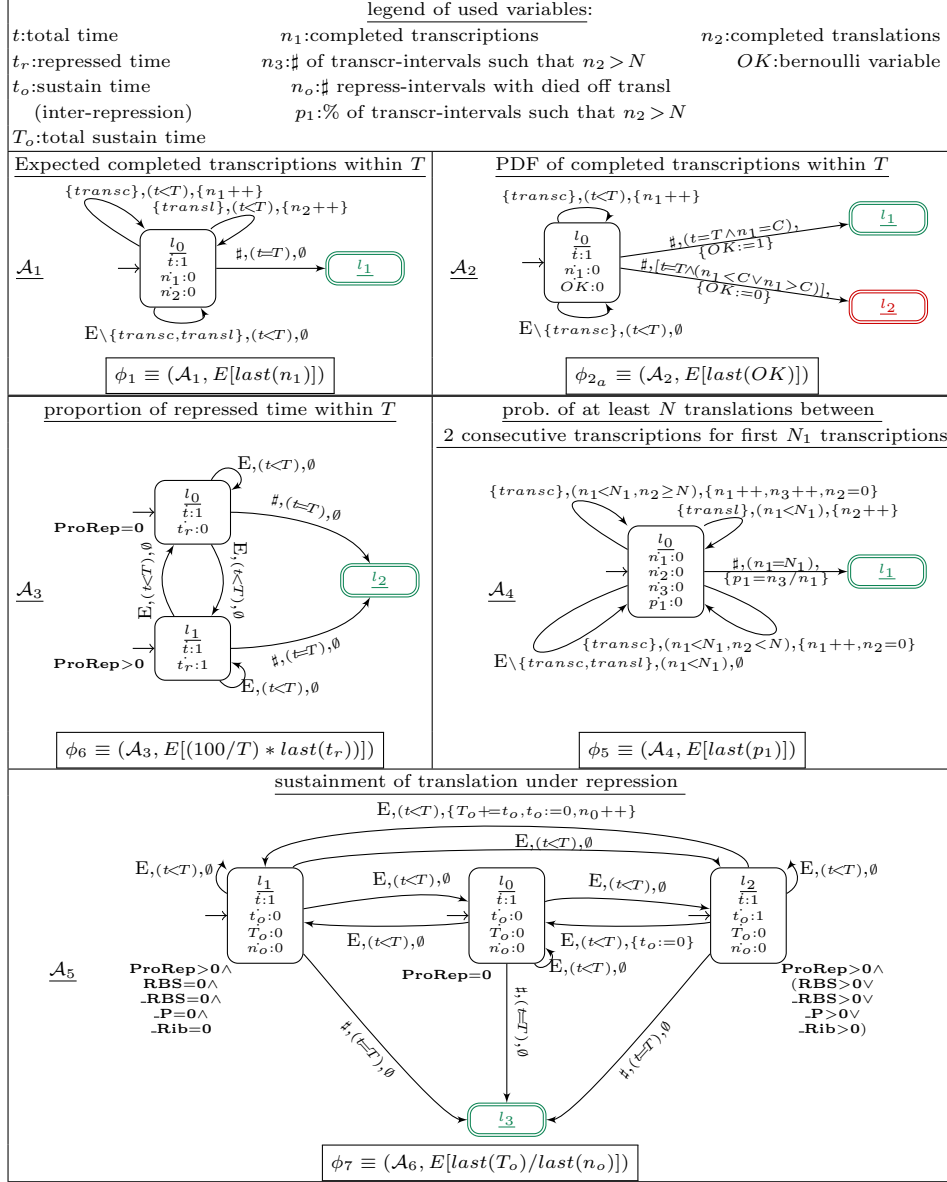 legend of used variables:
t:total time n₁:completed transcriptions n₂:completed translations
tᵣ:repressed time n₃:♯ of transcr-intervals such that n₂>N OK:bernoulli variable
tₒ:sustain time nₒ:♯ repress-intervals with died off transl
(inter-repression) p₁:% of transcr-intervals such that n₂>N
Tₒ:total sustain time
Expected completed transcriptions within T
{transc},(t<T),{n₁++}
{transl},(t<T),{n₂++}
l₀
ṫ:1
ṅ₁:0
ṅ₂:0
𝒜₁
♯,(t=T),∅
l₁
E\{transc,transl},(t<T),∅
ϕ₁ ≡ (𝒜₁, E[last(n₁)])
PDF of completed transcriptions within T
{transc},(t<T),{n₁++}
l₀
ṫ:1
ṅ₁:0
OK̇:0
𝒜₂
♯,(t=T∧n₁=C),
{OK:=1}
l₁
♯,[t=T∧(n₁<C∨n₁>C)],
{OK:=0}
l₂
E\{transc},(t<T),∅
ϕ₂ₐ ≡ (𝒜₂, E[last(OK)])
proportion of repressed time within T
E,(t<T),∅
l₀
ṫ:1
ṫᵣ:0
ProRep=0
♯,(t=T),∅
E,(t<T),∅
E,(t<T),∅
𝒜₃
l₂
l₁
ṫ:1
ṫᵣ:1
ProRep>0
♯,(t=T),∅
E,(t<T),∅
ϕ₆ ≡ (𝒜₃, E[(100/T) ∗ last(tᵣ))])
prob. of at least N translations between
2 consecutive transcriptions for first N₁ transcriptions
{transc},(n₁<N₁,n₂≥N),{n₁++,n₃++,n₂=0}
{transl},(n₁<N₁),{n₂++}
l₀
ṅ₁:0
ṅ₂:0
ṅ₃:0
ṗ₁:0
𝒜₄
♯,(n₁=N₁),
{p₁=n₃/n₁}
l₁
{transc},(n₁<N₁,n₂<N),{n₁++,n₂=0}
E\{transc,transl},(n₁<N₁),∅
ϕ₅ ≡ (𝒜₄, E[last(p₁)])
sustainment of translation under repression
E,(t<T),{Tₒ+=tₒ,tₒ:=0,n₀++}
E,(t<T),∅
E,(t<T),∅
l₁
ṫ:1
ṫₒ:0
Ṫₒ:0
ṅₒ:0
E,(t<T),∅
E,(t<T),∅
l₀
ṫ:1
ṫₒ:0
Ṫₒ:0
ṅₒ:0
E,(t<T),∅
E,(t<T),{tₒ:=0}
l₂
ṫ:1
ṫₒ:1
Ṫₒ:0
ṅₒ:0
E,(t<T),∅
E,(t<T),∅
𝒜₅
ProRep>0∧
RBS=0∧
_RBS=0∧
_P=0∧
_Rib=0
ProRep=0
ProRep>0∧
(RBS>0∨
_RBS>0∨
_P>0∨
_Rib>0)
♯,(t=T),∅
♯,(t=T),∅
♯,(t=T),∅
l₃
ϕ₇ ≡ (𝒜₆, E[last(Tₒ)/last(nₒ)])